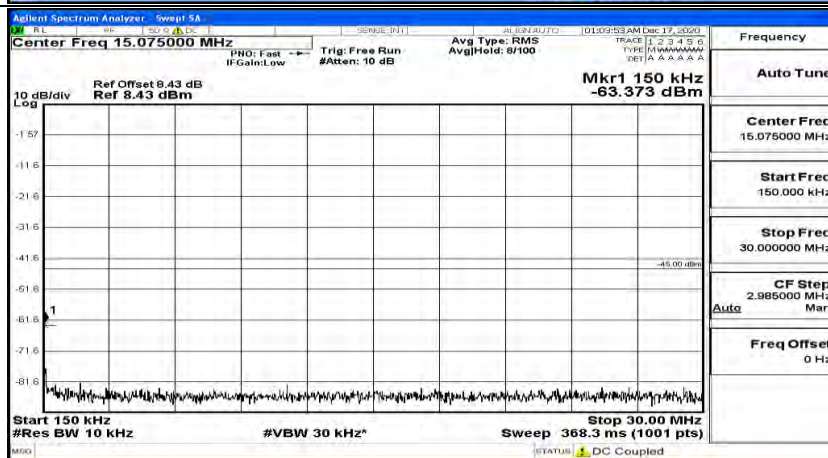 Agilent Spectrum Analyzer - Swept SA
RL RF 50 Ω DC SENSE:INT ALIGN AUTO 01:09:53 AM Dec 17, 2020
Center Freq 15.075000 MHz
PNO: Fast
IFGain:Low
Trig: Free Run
#Atten: 10 dB
Avg Type: RMS
Avg|Hold: 8/100
TRACE 1 2 3 4 5 6
TYPE M
DET A A A A A A
Ref Offset 8.43 dB
10 dB/div Ref 8.43 dBm
Log
Mkr1 150 kHz
-63.373 dBm
-1.57
-11.6
-21.6
-31.6
-41.6
-45.00 dBm
-51.6
1
-61.6
-71.6
-81.6
Start 150 kHz
Stop 30.00 MHz
#Res BW 10 kHz
#VBW 30 kHz*
Sweep 368.3 ms (1001 pts)
MSG
STATUS DC Coupled
Frequency
Auto Tune
Center Freq
15.075000 MHz
Start Freq
150.000 kHz
Stop Freq
30.000000 MHz
CF Step
2.985000 MHz
Auto Man
Freq Offset
0 Hz